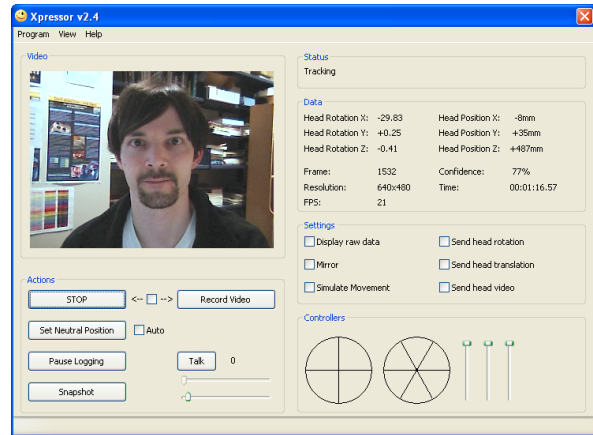 Xpressor v2.4
Program View Help
Video
Status
Tracking
Data
Head Rotation X: -29.83 Head Position X: -8mm
Head Rotation Y: +0.25 Head Position Y: +35mm
Head Rotation Z: -0.41 Head Position Z: +487mm
Frame: 1532 Confidence: 77%
Resolution: 640x480 Time: 00:01:16.57
FPS: 21
Settings
Display raw data Send head rotation
Mirror Send head translation
Simulate Movement Send head video
Actions
STOP <-- --> Record Video
Set Neutral Position Auto
Pause Logging Talk 0
Snapshot
Controllers